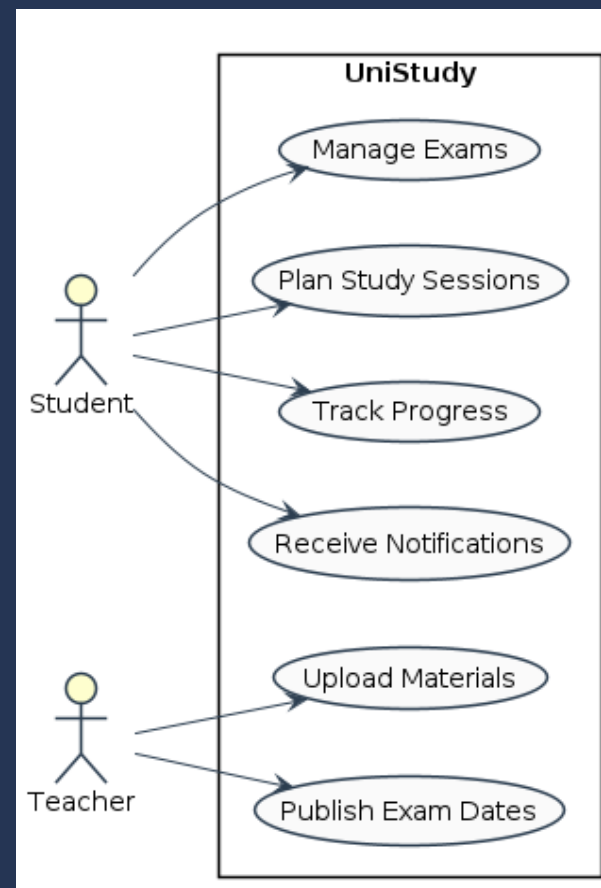 UniStudy
Manage Exams
Plan Study Sessions
Track Progress
Student
Receive Notifications
Upload Materials
Teacher
Publish Exam Dates